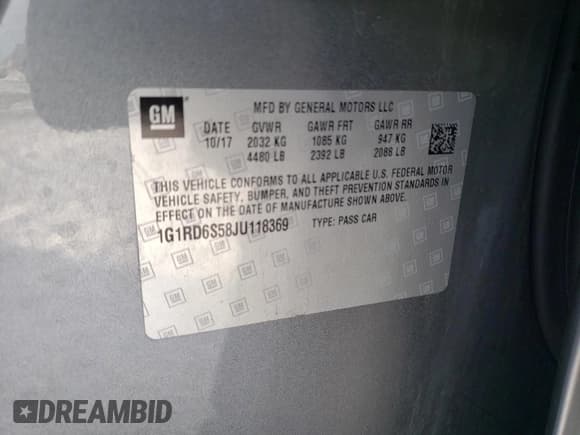 GM
MFD BY GENERAL MOTORS LLC
DATE GVWR GAWR FRT GAWR RR
10/17 2032 KG 1085 KG 947 KG
4480 LB 2392 LB 2088 LB
THIS VEHICLE CONFORMS TO ALL APPLICABLE U.S. FEDERAL MOTOR
VEHICLE SAFETY, BUMPER, AND THEFT PREVENTION STANDARDS IN
EFFECT ON THE DATE OF MANUFACTURE SHOWN ABOVE.
1G1RD6S58JU118369 TYPE: PASS CAR
DREAMBID